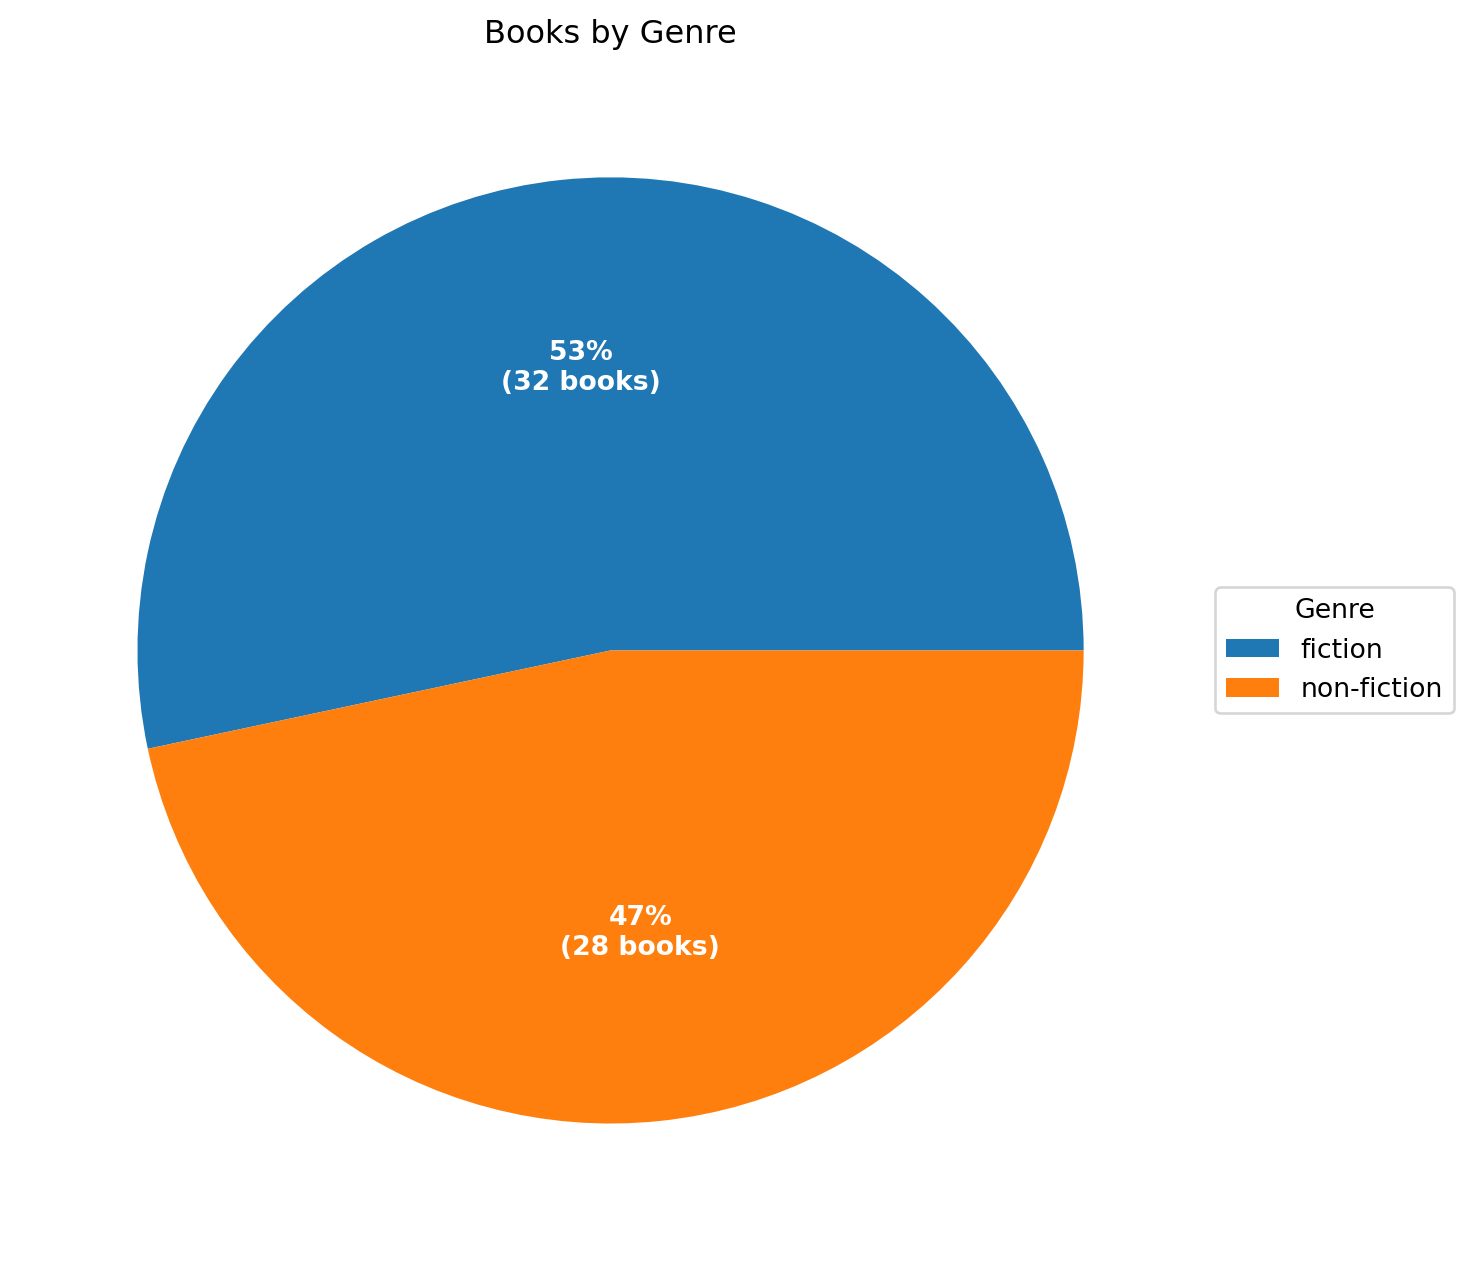 Books by Genre
53%
(32 books)
47%
(28 books)
Genre
fiction
non-fiction